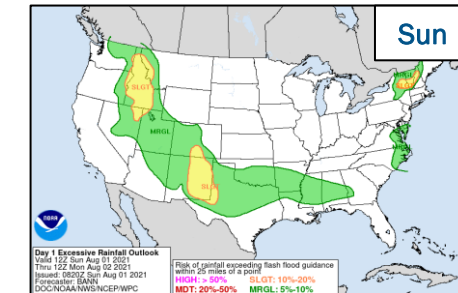 Sun
MRGL
SLGT
SLGT
MRGL
SLGT
noaa
Day 1 Excessive Rainfall Outlook
Valid 12Z Sun Aug 01 2021
Thru 12Z Mon Aug 02 2021
Issued: 0820Z Sun Aug 01 2021
Forecaster: BANN
DOC/NOAA/NWS/NCEP/WPC
Risk of rainfall exceeding flash flood guidance
within 25 miles of a point
HIGH: > 50% SLGT: 10%-20%
MDT: 20%-50% MRGL: 5%-10%